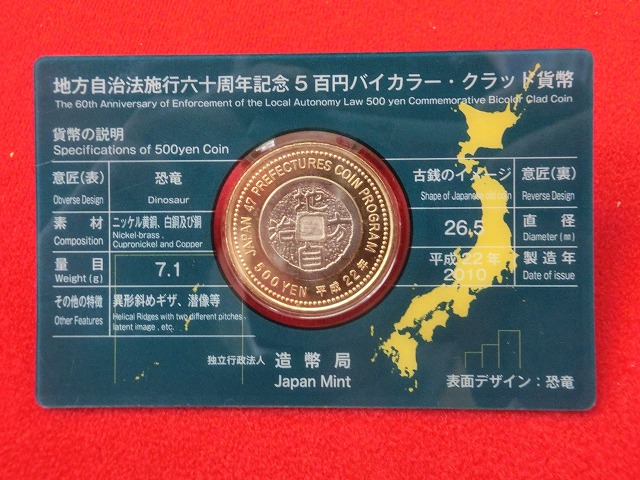 地方自治法施行六十周年記念5百円バイカラー・クラッド貨幣
The 60th Anniversary of Enforcement of the Local Autonomy Law 500 yen Commemorative Bicolor Clad Coin
貨幣の説明
Specifications of 500yen Coin
意匠(表) 恐竜 古銭のイメージ 意匠(裏)
Obverse Design Dinosaur Shape of Japanese old coin Reverse Design
素材 ニッケル黄銅、白銅及び銅 26.5 直径
Composition Nickel-brass, Cupronickel and Copper Diameter(㎜)
量目 7.1 平成22年 製造年
Weight(g) 2010 Date of issue
その他の特徴 異形斜めギザ、潜像等
Other Features Helical Ridges with two different pitches, latent image, etc.
JAPAN 47 PREFECTURES COIN PROGRAM
地方自治
500YEN 平成22年
独立行政法人 造幣局
Japan Mint
表面デザイン:恐竜